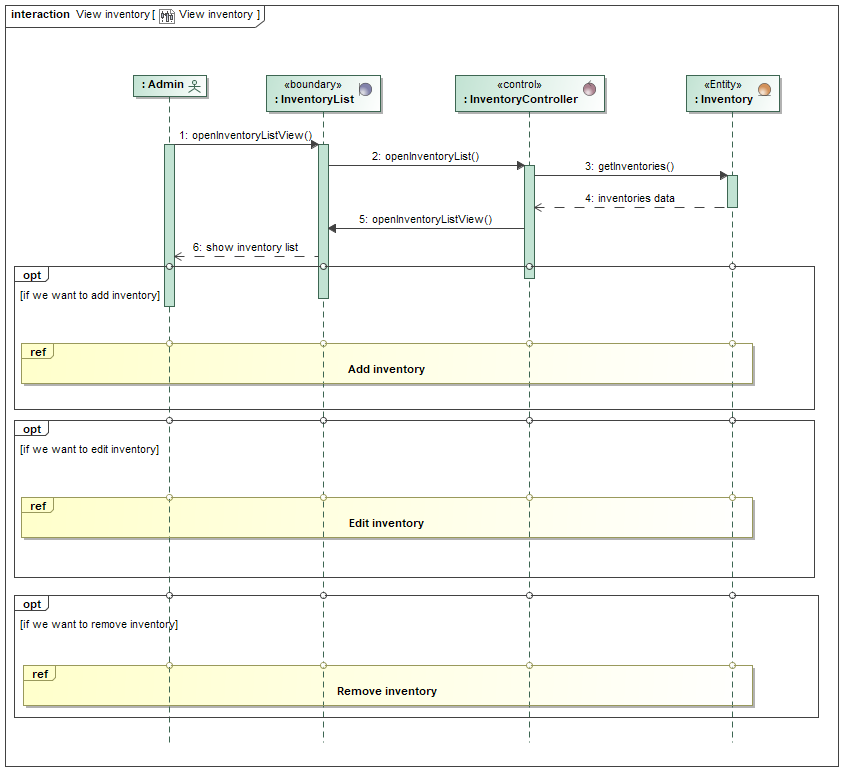 interaction View inventory [ View inventory ]
: Admin
«boundary»
: InventoryList
«control»
: InventoryController
«Entity»
: Inventory
1: openInventoryListView()
2: openInventoryList()
3: getInventories()
4: inventories data
5: openInventoryListView()
6: show inventory list
opt
[if we want to add inventory]
ref
Add inventory
opt
[if we want to edit inventory]
ref
Edit inventory
opt
[if we want to remove inventory]
ref
Remove inventory